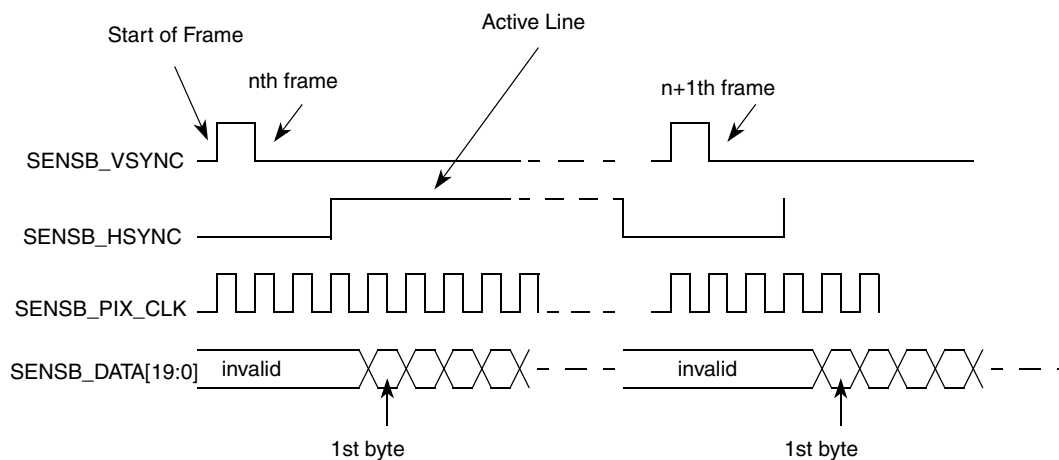 Active Line
Start of Frame
nth frame
n+1th frame
SENSB_VSYNC
SENSB_HSYNC
SENSB_PIX_CLK
SENSB_DATA[19:0]
invalid
invalid
1st byte
1st byte